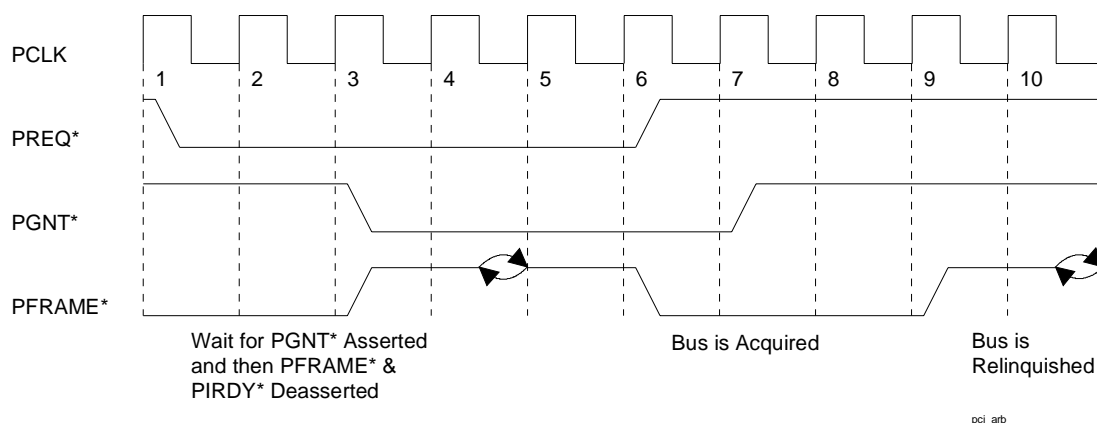 PCLK
1 2 3 4 5 6 7 8 9 10
PREQ*
PGNT*
PFRAME*
Wait for PGNT* Asserted
and then PFRAME* &
PIRDY* Deasserted
Bus is Acquired
Bus is
Relinquished
pci_arb